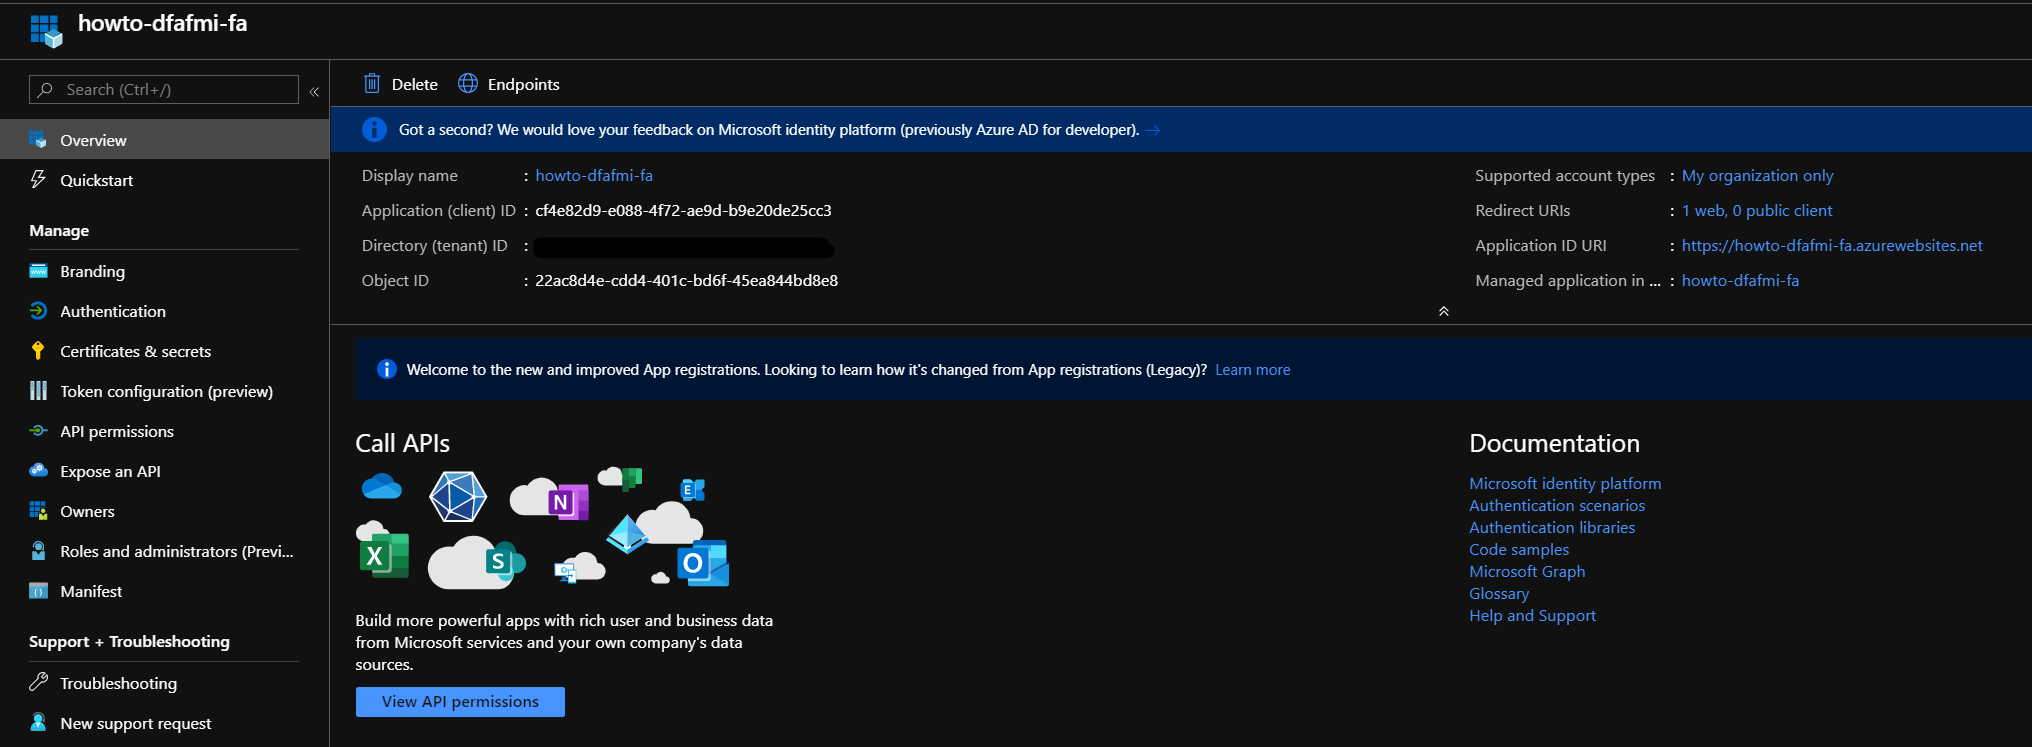 howto-dfafmi-fa
Search (Ctrl+/)
«
Overview
Quickstart
Manage
Branding
Authentication
Certificates & secrets
Token configuration (preview)
API permissions
Expose an API
Owners
Roles and administrators (Previ...
Manifest
Support + Troubleshooting
Troubleshooting
New support request
Delete Endpoints
Got a second? We would love your feedback on Microsoft identity platform (previously Azure AD for developer). →
Display name : howto-dfafmi-fa
Application (client) ID : cf4e82d9-e088-4f72-ae9d-b9e20de25cc3
Directory (tenant) ID :
Object ID : 22ac8d4e-cdd4-401c-bd6f-45ea844bd8e8
Supported account types : My organization only
Redirect URIs : 1 web, 0 public client
Application ID URI : https://howto-dfafmi-fa.azurewebsites.net
Managed application in ... : howto-dfafmi-fa
Welcome to the new and improved App registrations. Looking to learn how it's changed from App registrations (Legacy)? Learn more
Call APIs
N
E
X
S
O
Build more powerful apps with rich user and business data
from Microsoft services and your own company's data
sources.
View API permissions
Documentation
Microsoft identity platform
Authentication scenarios
Authentication libraries
Code samples
Microsoft Graph
Glossary
Help and Support